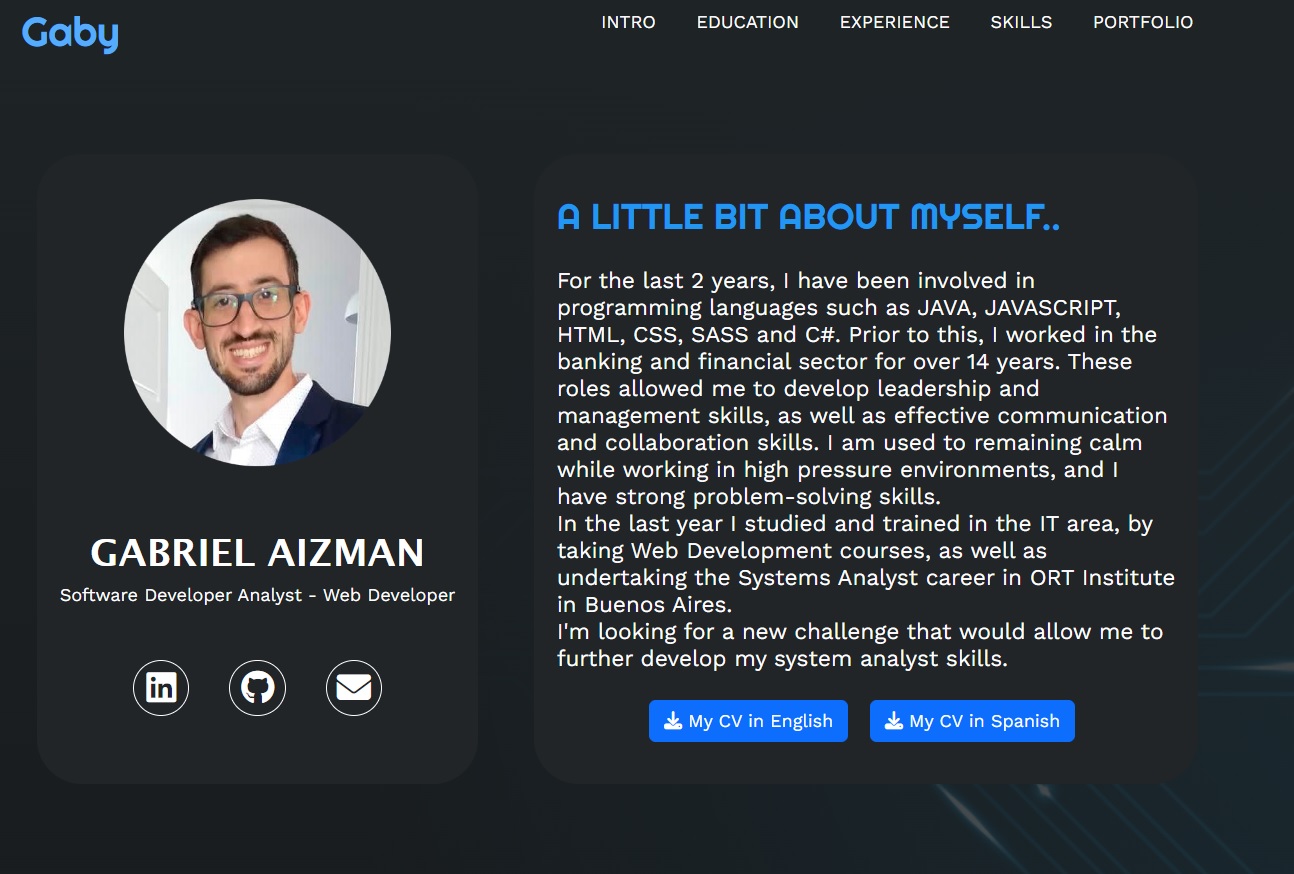 Gaby
INTRO EDUCATION EXPERIENCE SKILLS PORTFOLIO
GABRIEL AIZMAN
Software Developer Analyst - Web Developer
in
A LITTLE BIT ABOUT MYSELF..
For the last 2 years, I have been involved in
programming languages such as JAVA, JAVASCRIPT,
HTML, CSS, SASS and C#. Prior to this, I worked in the
banking and financial sector for over 14 years. These
roles allowed me to develop leadership and
management skills, as well as effective communication
and collaboration skills. I am used to remaining calm
while working in high pressure environments, and I
have strong problem-solving skills.
In the last year I studied and trained in the IT area, by
taking Web Development courses, as well as
undertaking the Systems Analyst career in ORT Institute
in Buenos Aires.
I'm looking for a new challenge that would allow me to
further develop my system analyst skills.
My CV in English
My CV in Spanish